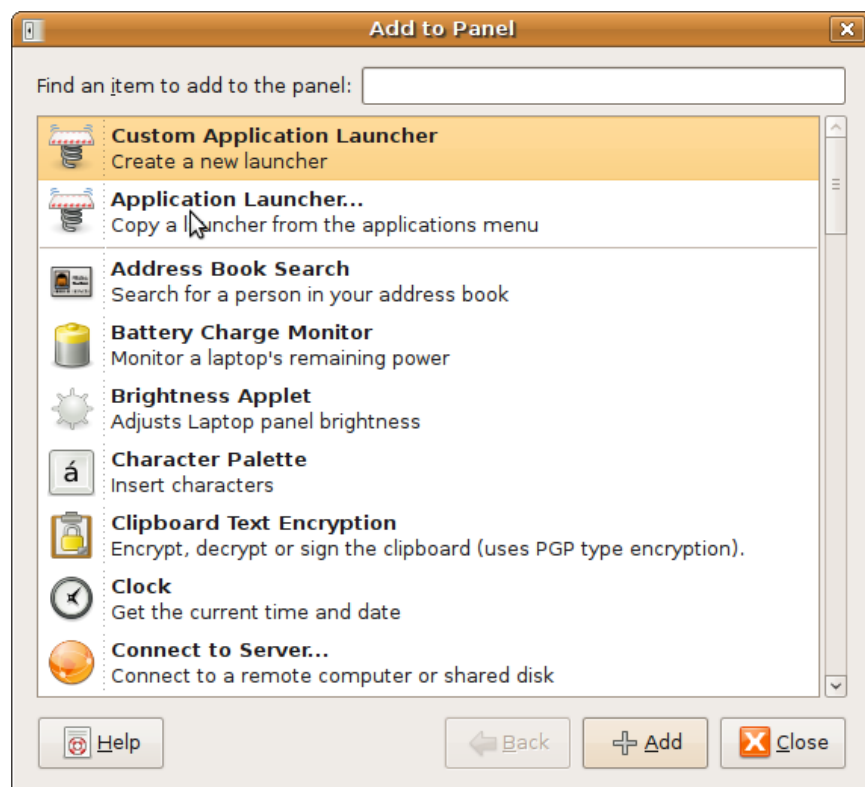 Add to Panel
Find an item to add to the panel:
Custom Application Launcher
Create a new launcher
Application Launcher...
Copy a launcher from the applications menu
Address Book Search
Search for a person in your address book
Battery Charge Monitor
Monitor a laptop's remaining power
Brightness Applet
Adjusts Laptop panel brightness
á
Character Palette
Insert characters
Clipboard Text Encryption
Encrypt, decrypt or sign the clipboard (uses PGP type encryption).
Clock
Get the current time and date
Connect to Server...
Connect to a remote computer or shared disk
Help
Back
Add
Close